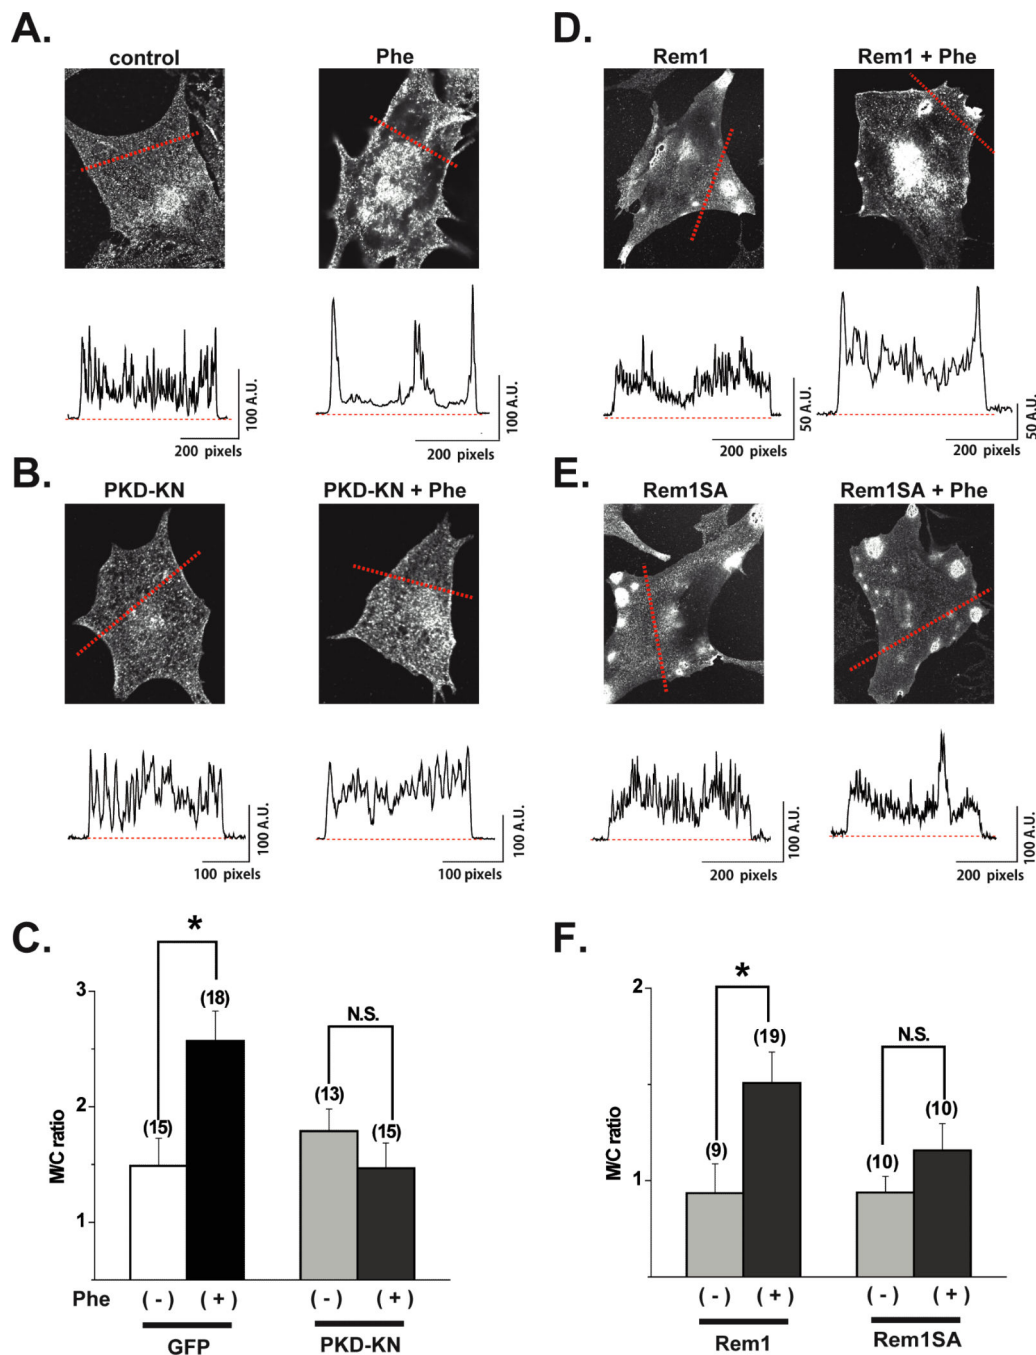 A.
control
Phe
100 A.U.
200 pixels
100 A.U.
200 pixels
B.
PKD-KN
PKD-KN + Phe
100 A.U.
100 pixels
100 A.U.
100 pixels
C.
M/C ratio
3
2
1
*
(15)
(18)
N.S.
(13)
(15)
Phe
(-)
(+)
(-)
(+)
GFP
PKD-KN
D.
Rem1
Rem1 + Phe
50 A.U.
200 pixels
50 A.U.
200 pixels
E.
Rem1SA
Rem1SA + Phe
100 A.U.
200 pixels
100 A.U.
200 pixels
F.
M/C ratio
2
1
*
(9)
(19)
N.S.
(10)
(10)
(-)
(+)
(-)
(+)
Rem1
Rem1SA